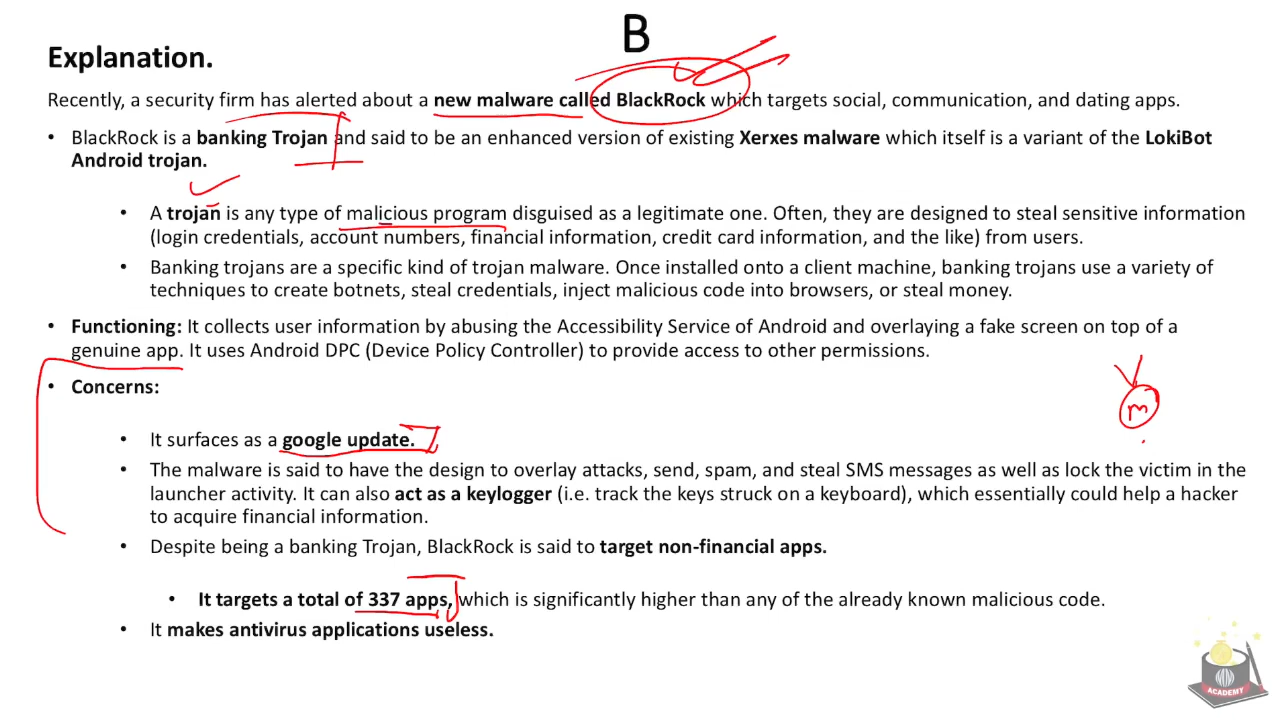 B
Explanation.
Recently, a security firm has alerted about a new malware called BlackRock which targets social, communication, and dating apps.
• BlackRock is a banking Trojan and said to be an enhanced version of existing Xerxes malware which itself is a variant of the LokiBot
Android trojan.
• A trojan is any type of malicious program disguised as a legitimate one. Often, they are designed to steal sensitive information
(login credentials, account numbers, financial information, credit card information, and the like) from users.
• Banking trojans are a specific kind of trojan malware. Once installed onto a client machine, banking trojans use a variety of
techniques to create botnets, steal credentials, inject malicious code into browsers, or steal money.
• Functioning: It collects user information by abusing the Accessibility Service of Android and overlaying a fake screen on top of a
genuine app. It uses Android DPC (Device Policy Controller) to provide access to other permissions.
• Concerns:
m
• It surfaces as a google update.
• The malware is said to have the design to overlay attacks, send, spam, and steal SMS messages as well as lock the victim in the
launcher activity. It can also act as a keylogger (i.e. track the keys struck on a keyboard), which essentially could help a hacker
to acquire financial information.
• Despite being a banking Trojan, BlackRock is said to target non-financial apps.
• It targets a total of 337 apps, which is significantly higher than any of the already known malicious code.
• It makes antivirus applications useless.
ACADEMY